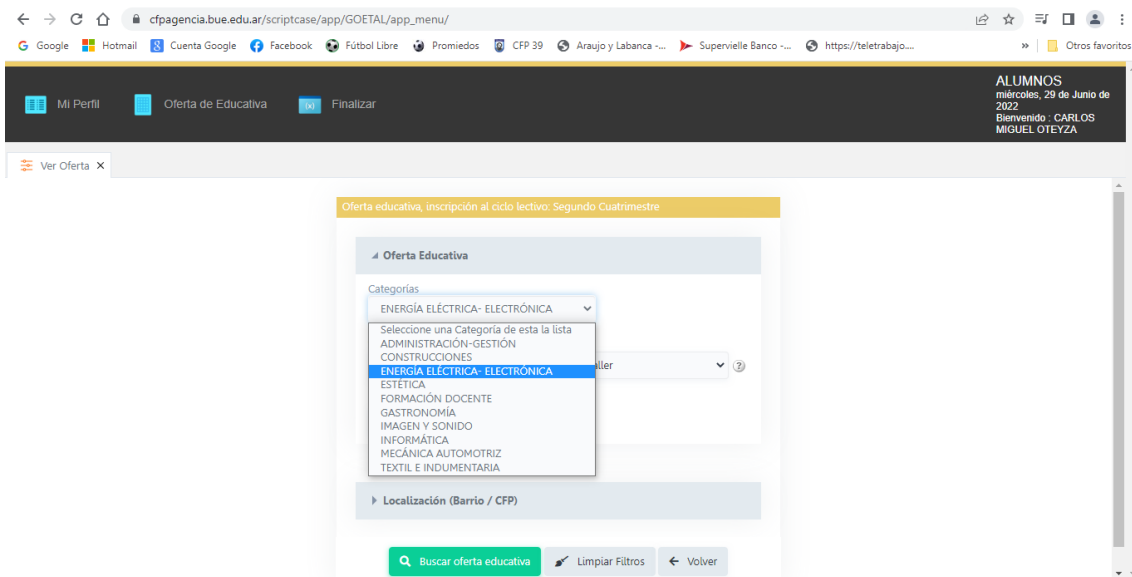 cfpagencia.bue.edu.ar/scriptcase/app/GOETAL/app_menu/
Google Hotmail Cuenta Google Facebook Fútbol Libre Promiedos CFP 39 Araujo y Labanca -... Supervielle Banco -... https://teletrabajo.... » Otros favoritos
Mi Perfil Oferta de Educativa Finalizar
ALUMNOS
miércoles, 29 de Junio de
2022
Bienvenido : CARLOS
MIGUEL OTEYZA
Ver Oferta X
Oferta educativa, inscripción al ciclo lectivo: Segundo Cuatrimestre
Oferta Educativa
Categorías
ENERGÍA ELÉCTRICA- ELECTRÓNICA
Seleccione una Categoría de esta la lista
ADMINISTRACIÓN-GESTIÓN
CONSTRUCCIONES
ENERGÍA ELÉCTRICA- ELECTRÓNICA
ESTÉTICA
FORMACIÓN DOCENTE
GASTRONOMÍA
IMAGEN Y SONIDO
INFORMÁTICA
MECÁNICA AUTOMOTRIZ
TEXTIL E INDUMENTARIA
Localización (Barrio / CFP)
Buscar oferta educativa Limpiar Filtros Volver